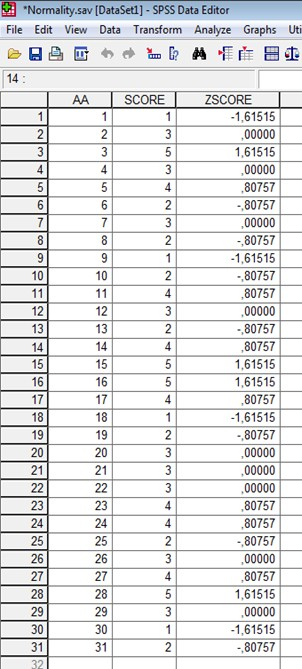 *Normality.sav [DataSet1] - SPSS Data Editor
File Edit View Data Transform Analyze Graphs Uti
14 :
AA SCORE ZSCORE
1 1 1 -1,61515
2 2 3 ,00000
3 3 5 1,61515
4 4 3 ,00000
5 5 4 ,80757
6 6 2 -,80757
7 7 3 ,00000
8 8 2 -,80757
9 9 1 -1,61515
10 10 2 -,80757
11 11 4 ,80757
12 12 3 ,00000
13 13 2 -,80757
14 14 4 ,80757
15 15 5 1,61515
16 16 5 1,61515
17 17 4 ,80757
18 18 1 -1,61515
19 19 2 -,80757
20 20 3 ,00000
21 21 3 ,00000
22 22 3 ,00000
23 23 4 ,80757
24 24 4 ,80757
25 25 2 -,80757
26 26 3 ,00000
27 27 4 ,80757
28 28 5 1,61515
29 29 3 ,00000
30 30 1 -1,61515
31 31 2 -,80757
32